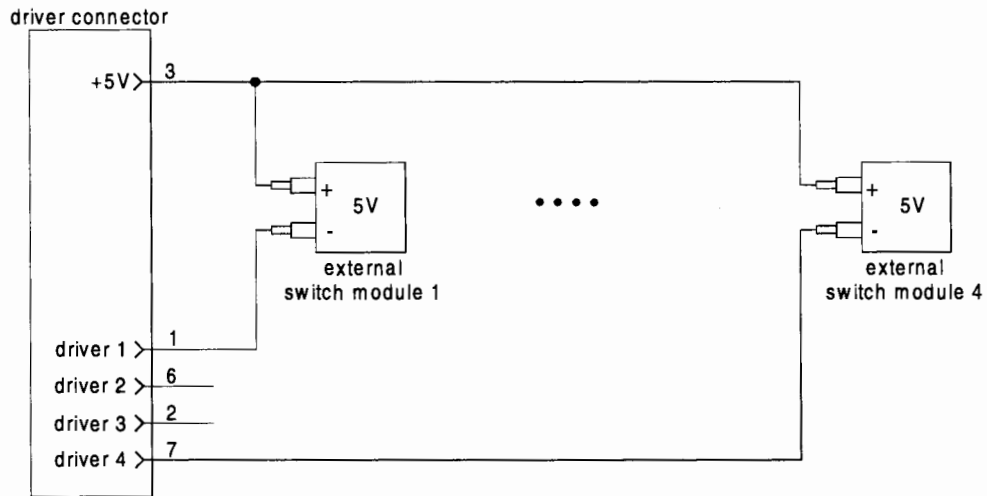 driver connector
+5V
3
+
5V
-
external
switch module 1
+
5V
-
external
switch module 4
driver 1
1
driver 2
6
driver 3
2
driver 4
7